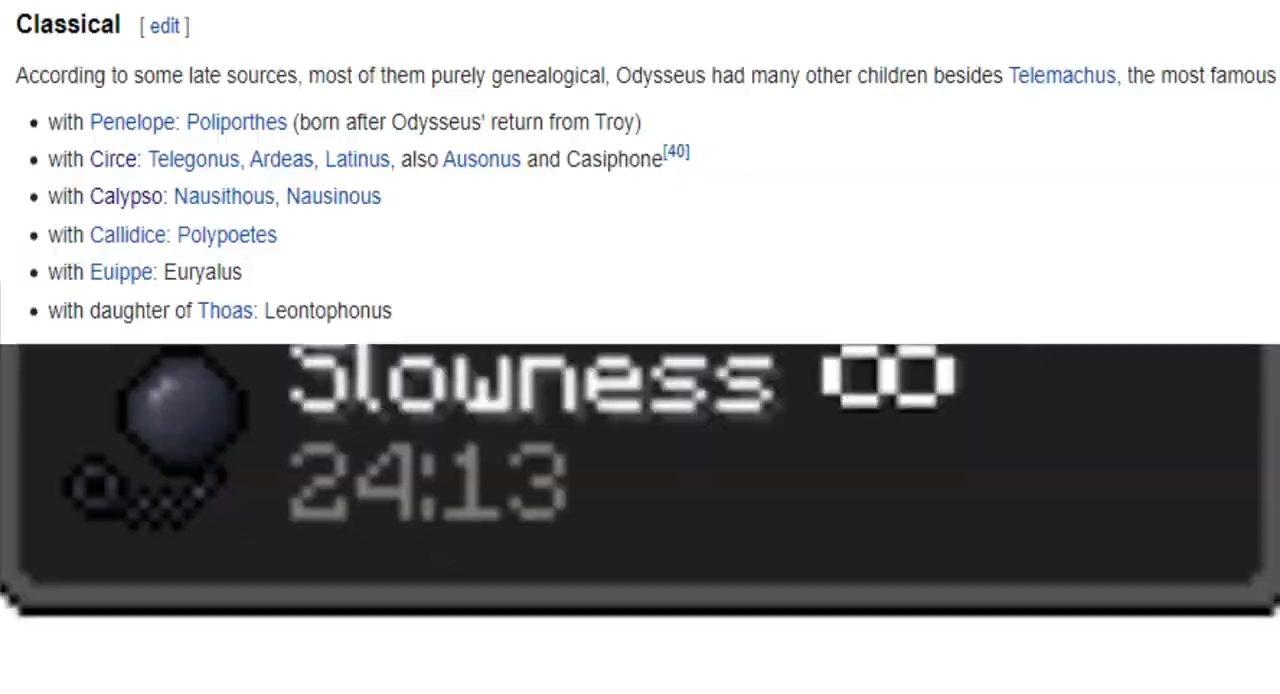 Classical [ edit ]
According to some late sources, most of them purely genealogical, Odysseus had many other children besides Telemachus, the most famous
• with Penelope: Poliporthes (born after Odysseus' return from Troy)
• with Circe: Telegonus, Ardeas, Latinus, also Ausonus and Casiphone[40]
• with Calypso: Nausithous, Nausinous
• with Callidice: Polypoetes
• with Euippe: Euryalus
• with daughter of Thoas: Leontophonus
Slowness ∞
24:13